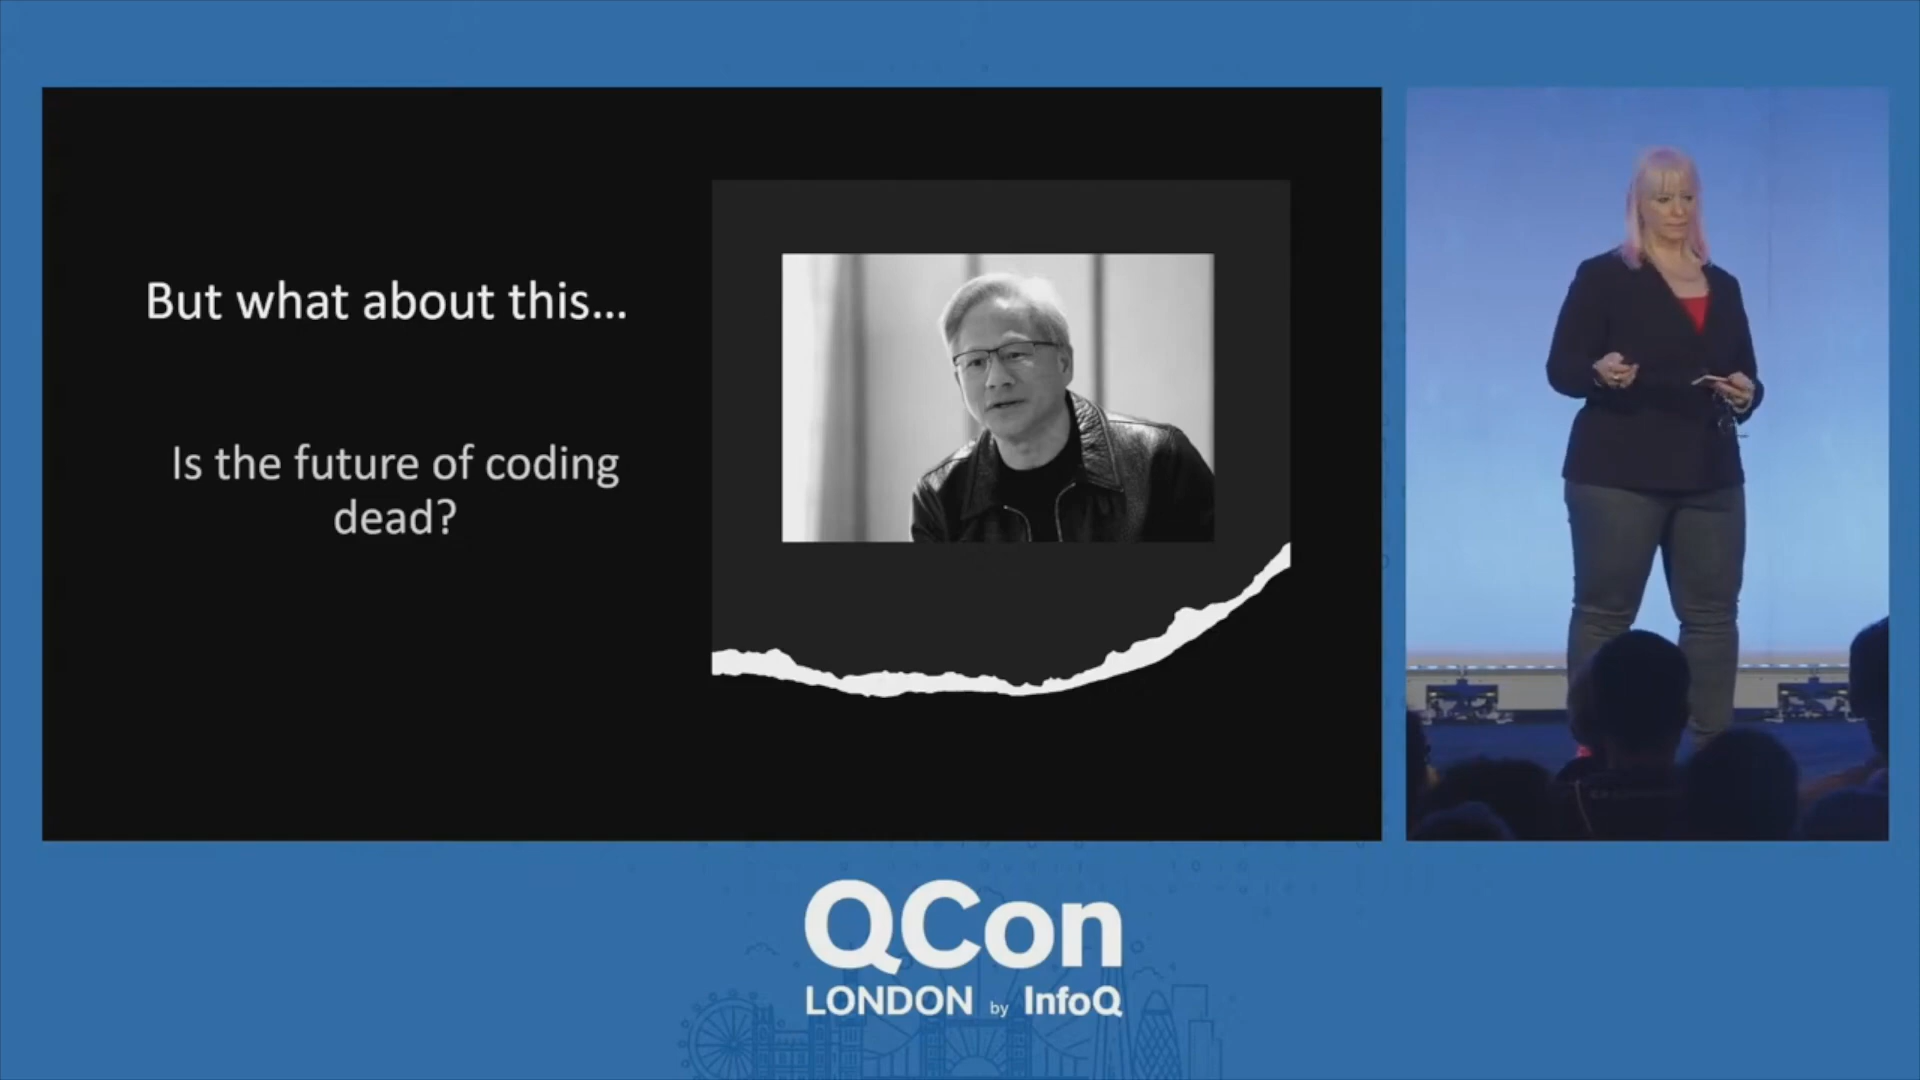 But what about this...
Is the future of coding
dead?
QCon
LONDON by InfoQ